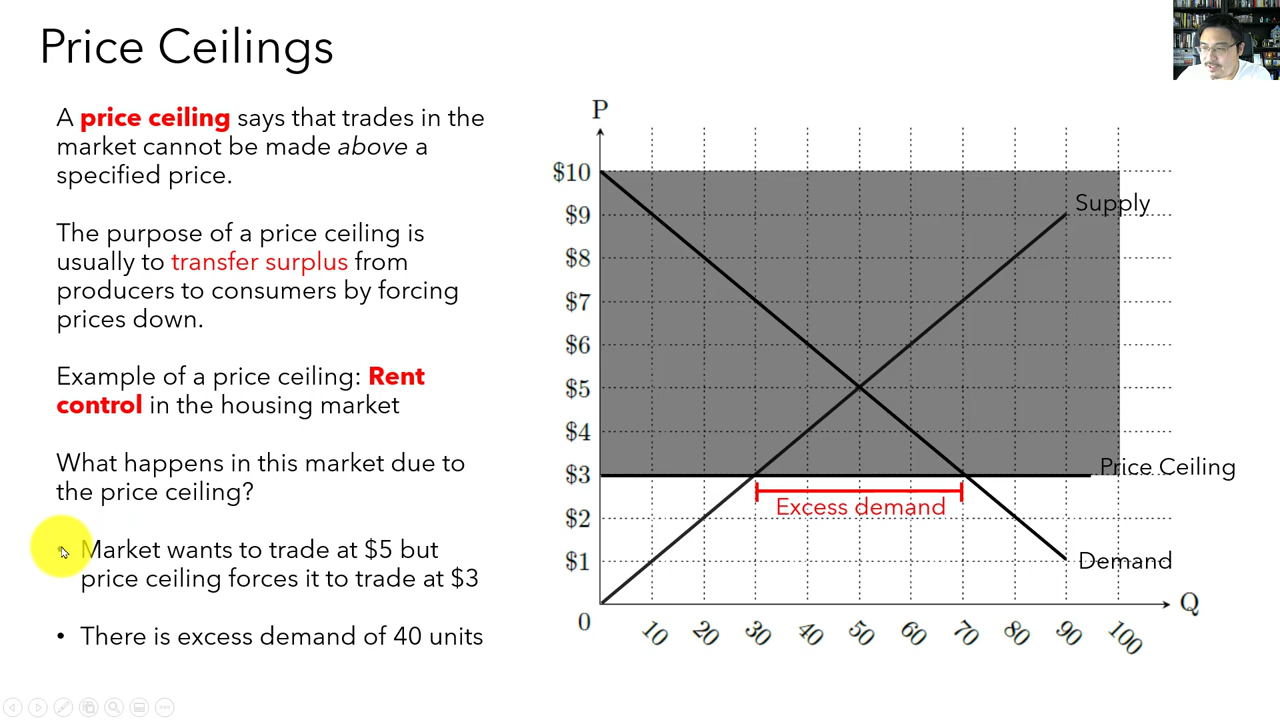 Price Ceilings
A price ceiling says that trades in the
market cannot be made above a
specified price.
The purpose of a price ceiling is
usually to transfer surplus from
producers to consumers by forcing
prices down.
Example of a price ceiling: Rent
control in the housing market
What happens in this market due to
the price ceiling?
• Market wants to trade at $5 but
price ceiling forces it to trade at $3
• There is excess demand of 40 units
P
$10
$9
$8
$7
$6
$5
$4
$3
$2
$1
0
Supply
Price Ceiling
Excess demand
Demand
Q
10 20 30 40 50 60 70 80 90 100